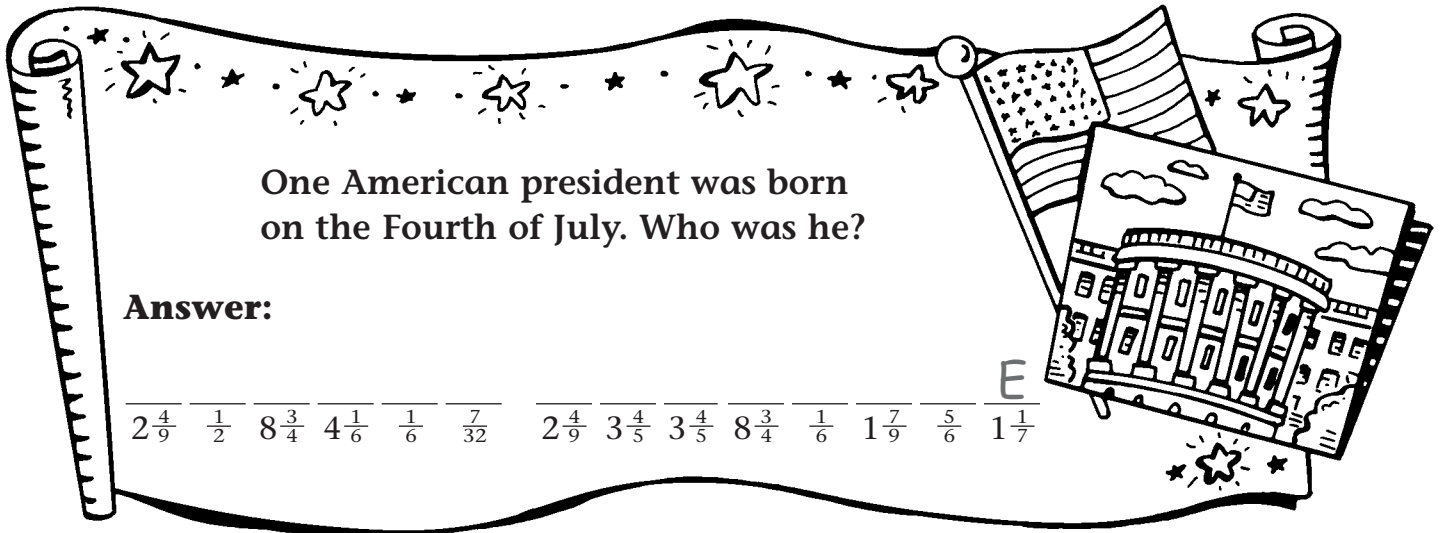 One American president was born
on the Fourth of July. Who was he?
Answer:
E
2 4/9 1/2 8 3/4 4 1/6 1/6 7/32 2 4/9 3 4/5 3 4/5 8 3/4 1/6 1 7/9 5/6 1 1/7